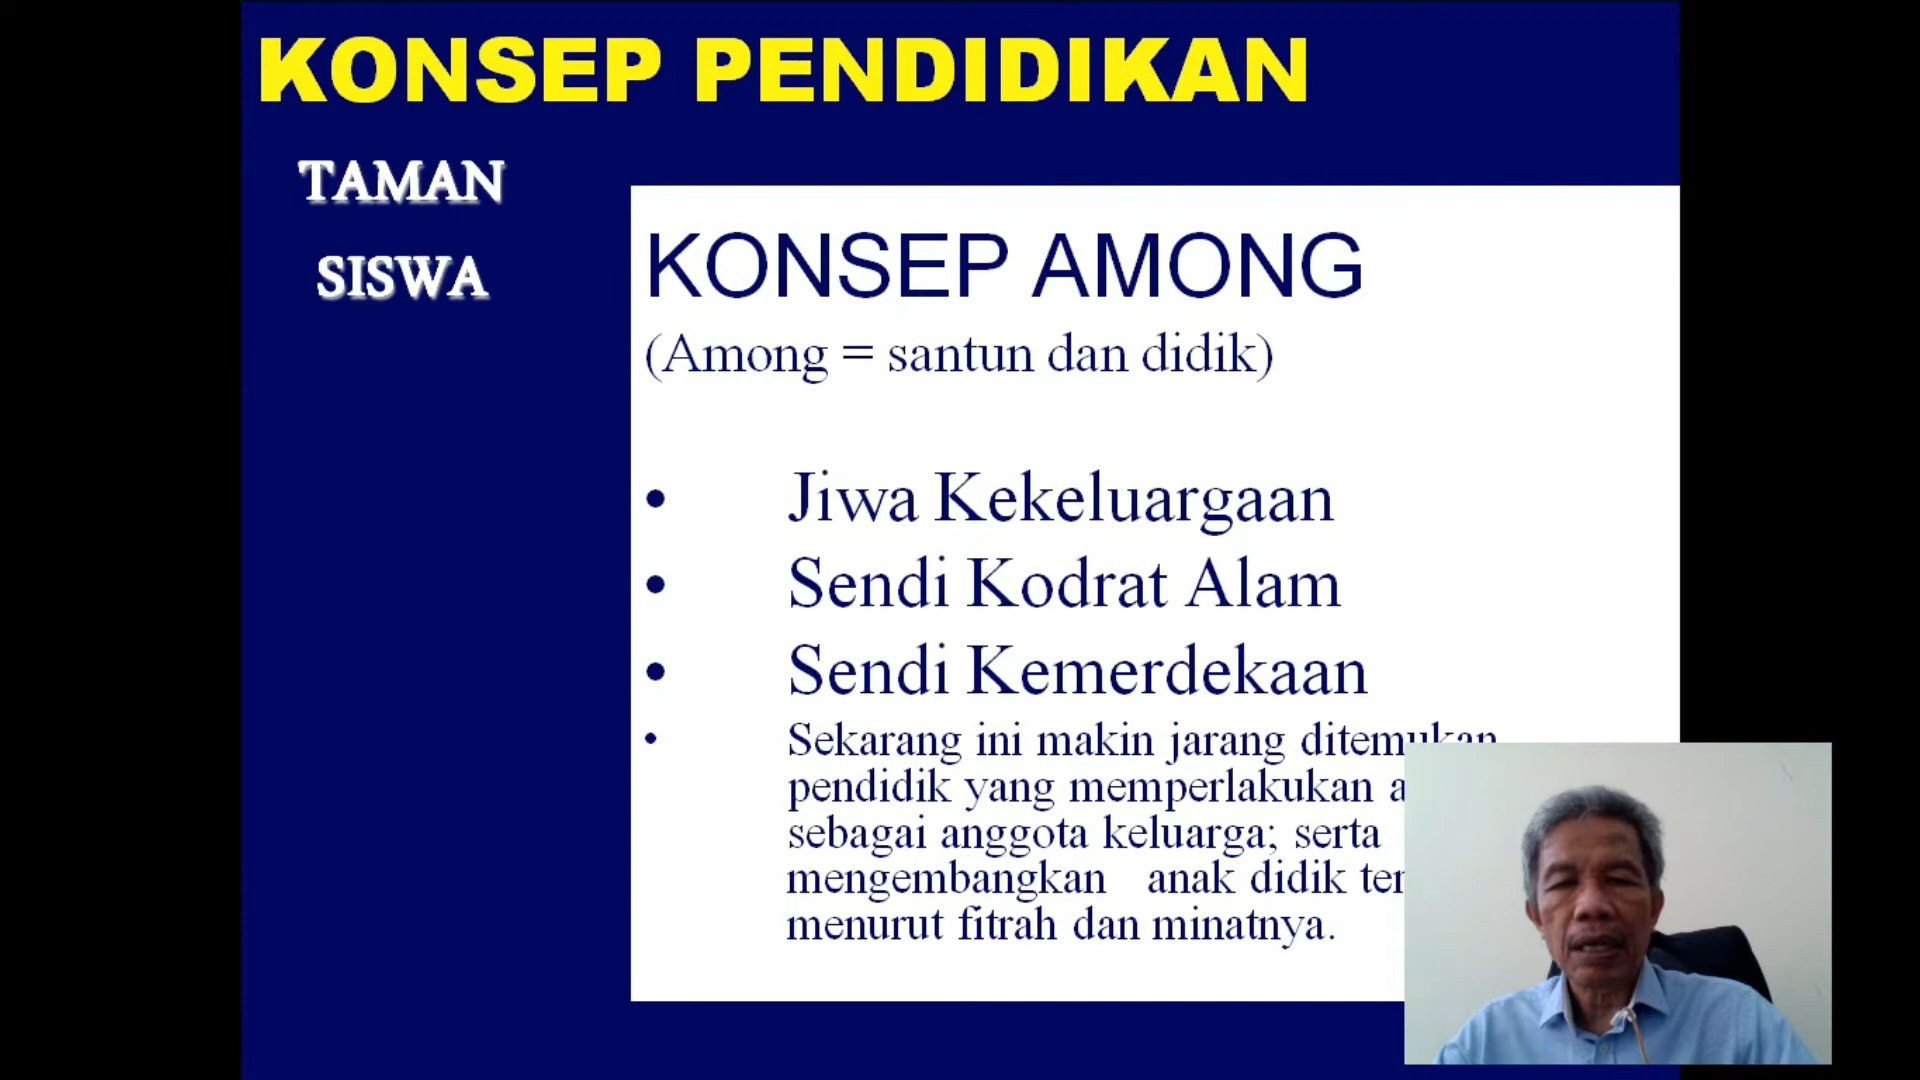 KONSEP PENDIDIKAN
TAMAN
SISWA
KONSEP AMONG
(Among = santun dan didik)
• Jiwa Kekeluargaan
• Sendi Kodrat Alam
• Sendi Kemerdekaan
• Sekarang ini makin jarang ditemukan
pendidik yang memperlakukan
sebagai anggota keluarga; serta
mengembangkan anak didik
menurut fitrah dan minatnya.